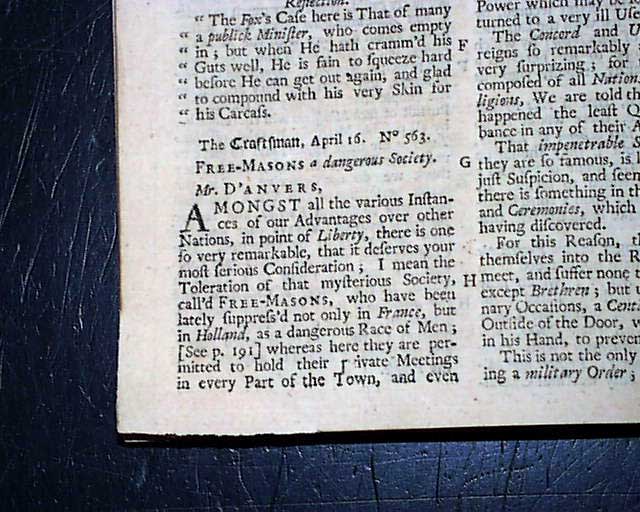 Reflection.
“ The Fox's Caſe here is That of many
“ a publick Miniſter, who comes empty
“ in ; but when He hath cramm'd his
“ Guts well, He is fain to squeeze hard
“ before He can get out again, and glad
“ to compound with his very Skin for
“ his Carcaſs.
The Craftſman, April 16. No 563.
FREE-MASONS a dangerous Society.
Mr. D'ANVERS,
AMONGST all the various Inſtan-
ces of our Advantages over other
Nations, in point of Liberty, there is one
ſo very remarkable, that it deſerves your
moſt ſerious Conſideration ; I mean the
Toleration of that myſterious Society,
call'd FREE-MASONS, who have been
lately ſuppreſs'd not only in France, but
in Holland, as a dangerous Race of Men ;
[See p. 191] whereas here they are per-
mitted to hold their private Meetings
in every Part of the Town, and even
F
G
H
Power which may be
turned to a very ill Uſe
The Concord and
reigns ſo remarkably
very ſurprizing ; for
compoſed of all Nation
ligions, We are told th
happened the leaſt Q
bance in any of their
That impenetrable S
they are ſo famous, is
juſt Suſpicion, and ſeem
there is ſomething in t
and Ceremonies, which
having diſcovered.
For this Reaſon, t
themſelves into the R
meet, and ſuffer none
except Brethren ; but
nary Occaſions, a Cent
Outſide of the Door,
in his Hand, to preven
This is not the only
ing a military Order ;